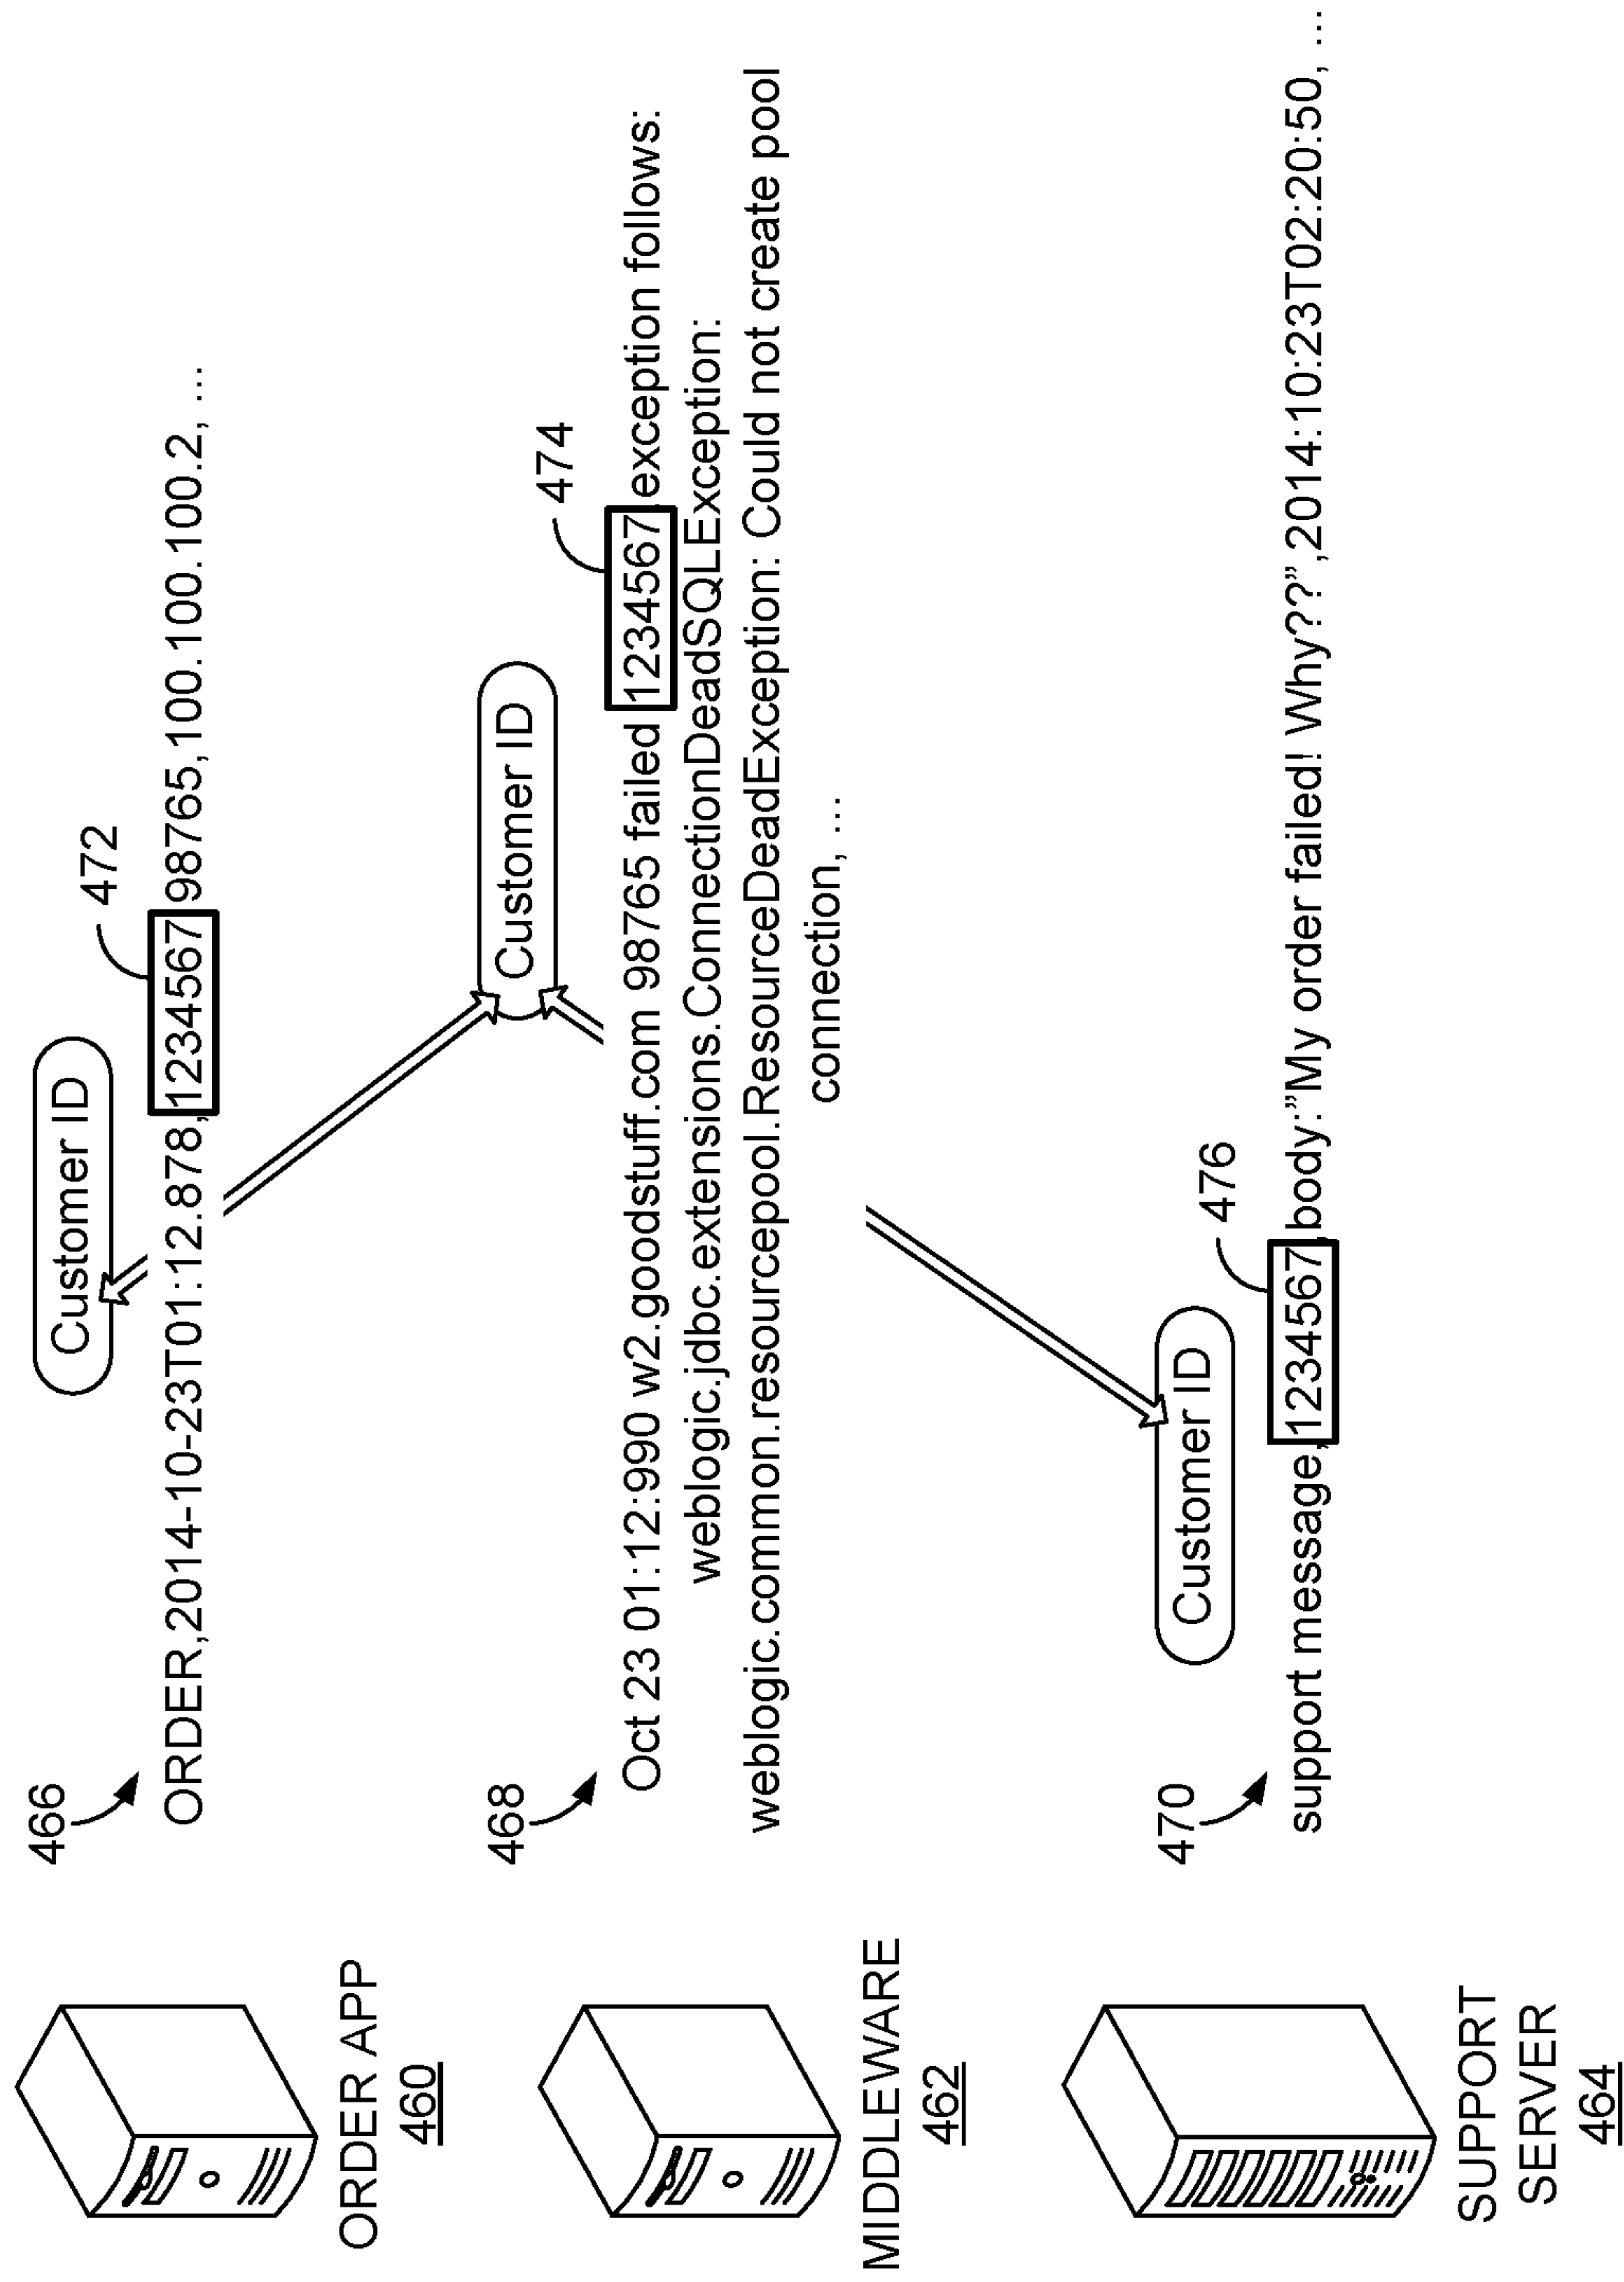 466
Customer ID
472
ORDER,2014-10-23T01:12.878,1234567,98765,100.100.100.2, ...
ORDER APP
460
468
Customer ID
474
Oct 23 01:12:990 w2.goodstuff.com 98765 failed 1234567,exception follows:
weblogic.jdbc.extensions.ConnectionDeadSQLException:
weblogic.common.resourcepool.ResourceDeadException: Could not create pool
connection, ...
MIDDLEWARE
462
470
Customer ID
476
support message,1234567,body:”My order failed! Why??”,2014:10:23T02:20:50, ...
SUPPORT
SERVER
464